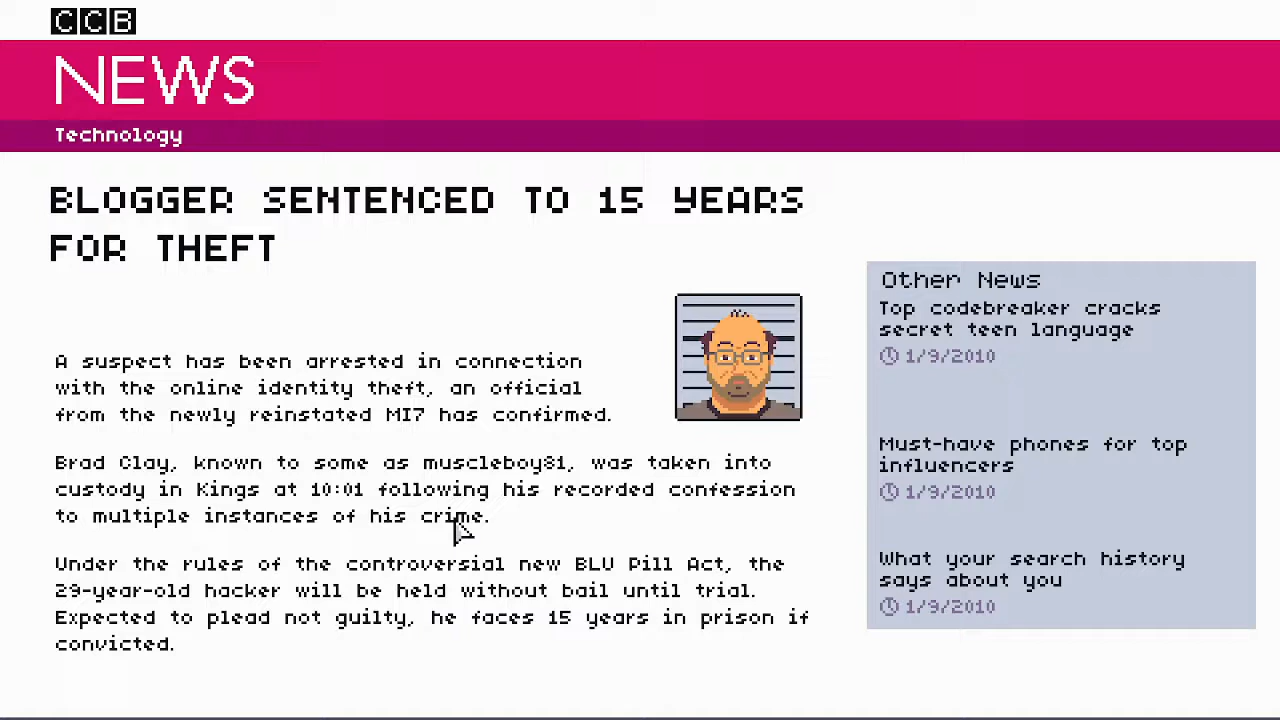 CCB
NEWS
Technology
BLOGGER SENTENCED TO 15 YEARS
FOR THEFT
A suspect has been arrested in connection
with the online identity theft, an official
from the newly reinstated MI7 has confirmed.
Brad Clay, known to some as muscleboy81, was taken into
custody in Kings at 10:01 following his recorded confession
to multiple instances of his crime.
Under the rules of the controversial new BLU Pill Act, the
29-year-old hacker will be held without bail until trial.
Expected to plead not guilty, he faces 15 years in prison if
convicted.
Other News
Top codebreaker cracks
secret teen language
1/9/2010
Must-have phones for top
influencers
1/9/2010
What your search history
says about you
1/9/2010